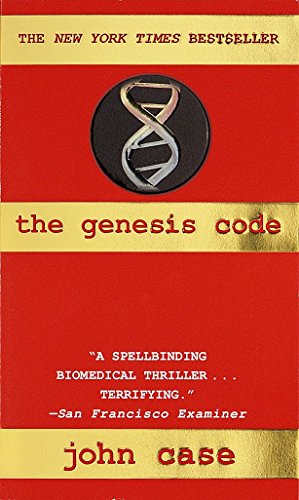 THE NEW YORK TIMES BESTSELLER
the genesis code
"A SPELLBINDING
BIOMEDICAL THRILLER...
TERRIFYING."
—San Francisco Examiner
john case